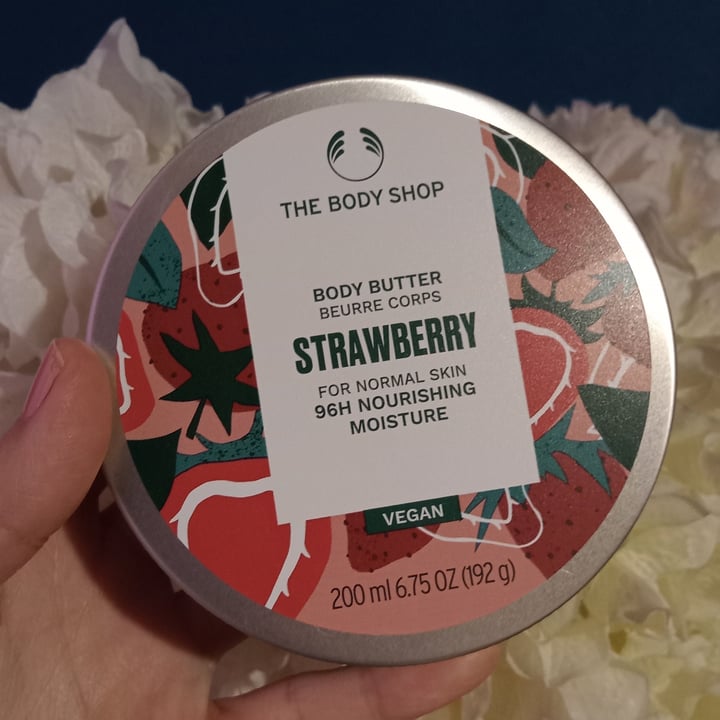 THE BODY SHOP
BODY BUTTER
BEURRE CORPS
STRAWBERRY
FOR NORMAL SKIN
96H NOURISHING
MOISTURE
VEGAN
200 ml 6.75 OZ (192 g)